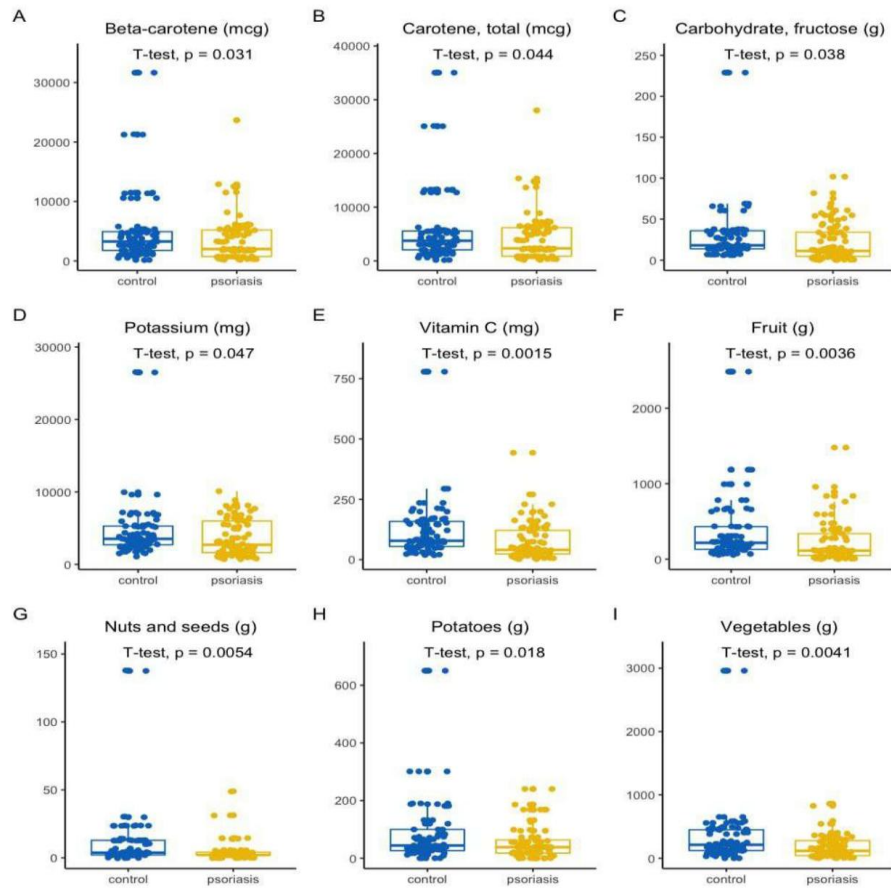 A
Beta-carotene (mcg)
T-test, p = 0.031
30000
20000
10000
0
control psoriasis
B
Carotene, total (mcg)
T-test, p = 0.044
40000
30000
20000
10000
0
control psoriasis
C
Carbohydrate, fructose (g)
T-test, p = 0.038
250
200
150
100
50
0
control psoriasis
D
Potassium (mg)
T-test, p = 0.047
30000
20000
10000
0
control psoriasis
E
Vitamin C (mg)
T-test, p = 0.0015
750
500
250
0
control psoriasis
F
Fruit (g)
T-test, p = 0.0036
2000
1000
0
control psoriasis
G
Nuts and seeds (g)
T-test, p = 0.0054
150
100
50
0
control psoriasis
H
Potatoes (g)
T-test, p = 0.018
600
400
200
0
control psoriasis
I
Vegetables (g)
T-test, p = 0.0041
3000
2000
1000
0
control psoriasis